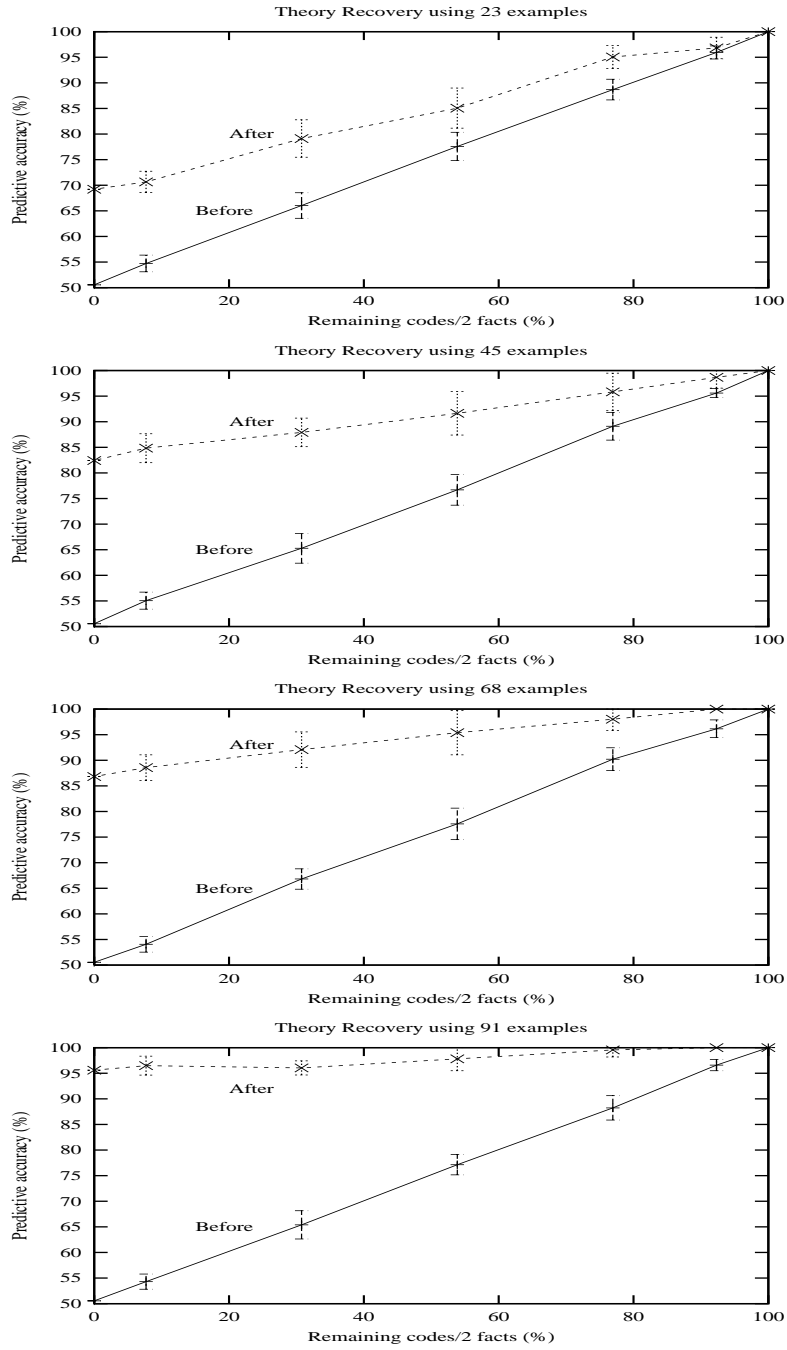 Theory Recovery using 23 examples
100
95
90
85
80
75
70
65
60
55
50
Predictive accuracy (%)
After
Before
0 20 40 60 80 100
Remaining codes/2 facts (%)
Theory Recovery using 45 examples
100
95
90
85
80
75
70
65
60
55
50
Predictive accuracy (%)
After
Before
0 20 40 60 80 100
Remaining codes/2 facts (%)
Theory Recovery using 68 examples
100
95
90
85
80
75
70
65
60
55
50
Predictive accuracy (%)
After
Before
0 20 40 60 80 100
Remaining codes/2 facts (%)
Theory Recovery using 91 examples
100
95
90
85
80
75
70
65
60
55
50
Predictive accuracy (%)
After
Before
0 20 40 60 80 100
Remaining codes/2 facts (%)